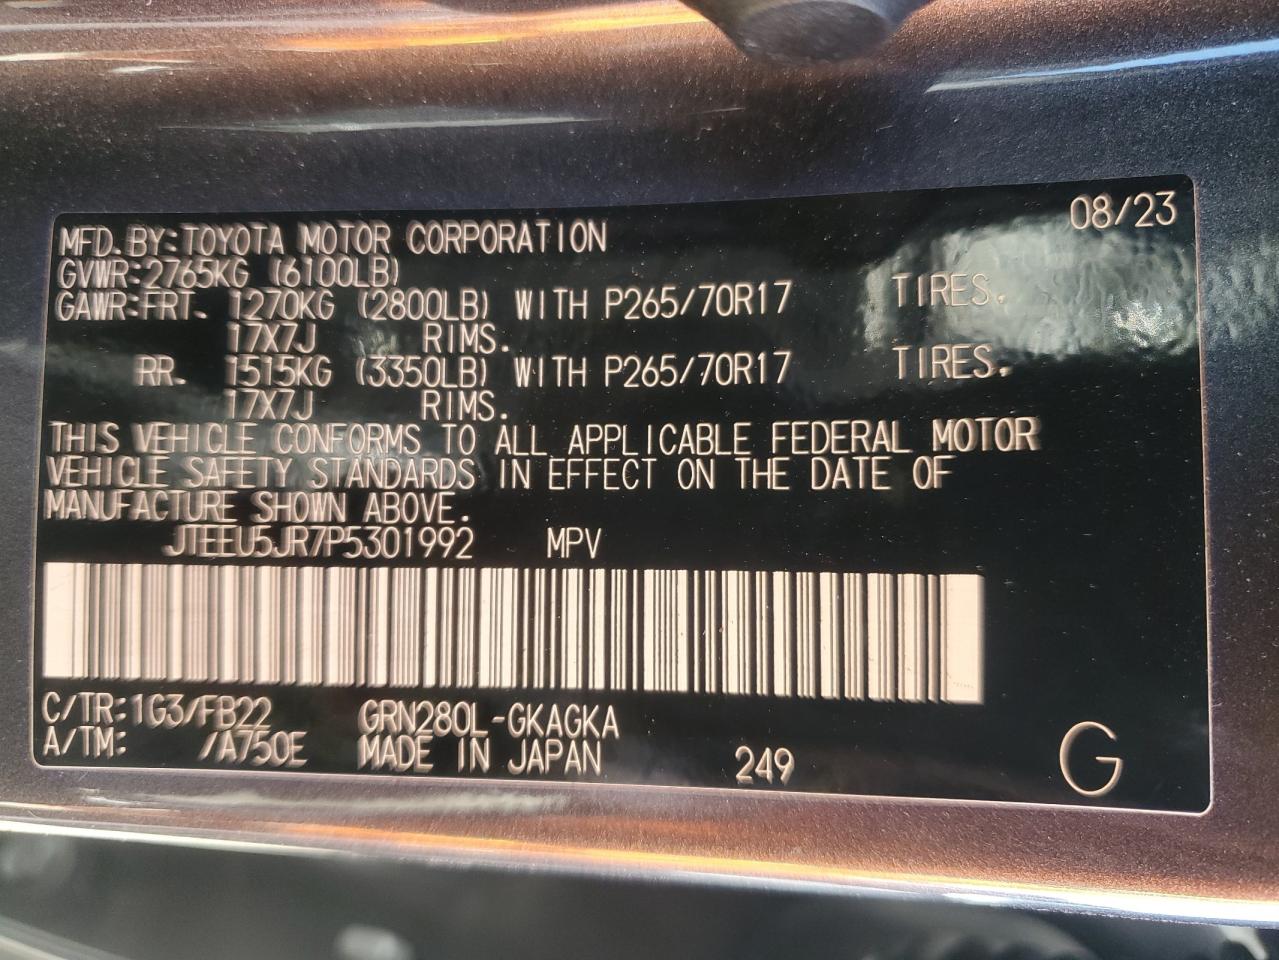 08/23
MFD. BY: TOYOTA MOTOR CORPORATION
GVWR: 2765KG (6100LB)
GAWR: FRT. 1270KG (2800LB) WITH P265/70R17 TIRES.
17X7J RIMS.
RR. 1515KG (3350LB) WITH P265/70R17 TIRES.
17X7J RIMS.
THIS VEHICLE CONFORMS TO ALL APPLICABLE FEDERAL MOTOR
VEHICLE SAFETY STANDARDS IN EFFECT ON THE DATE OF
MANUFACTURE SHOWN ABOVE.
JTEEU5JR7P5301992 MPV
C/TR: 1G3/FB22 GRN280L-GKAGKA
A/TM: /A750E MADE IN JAPAN 249 G